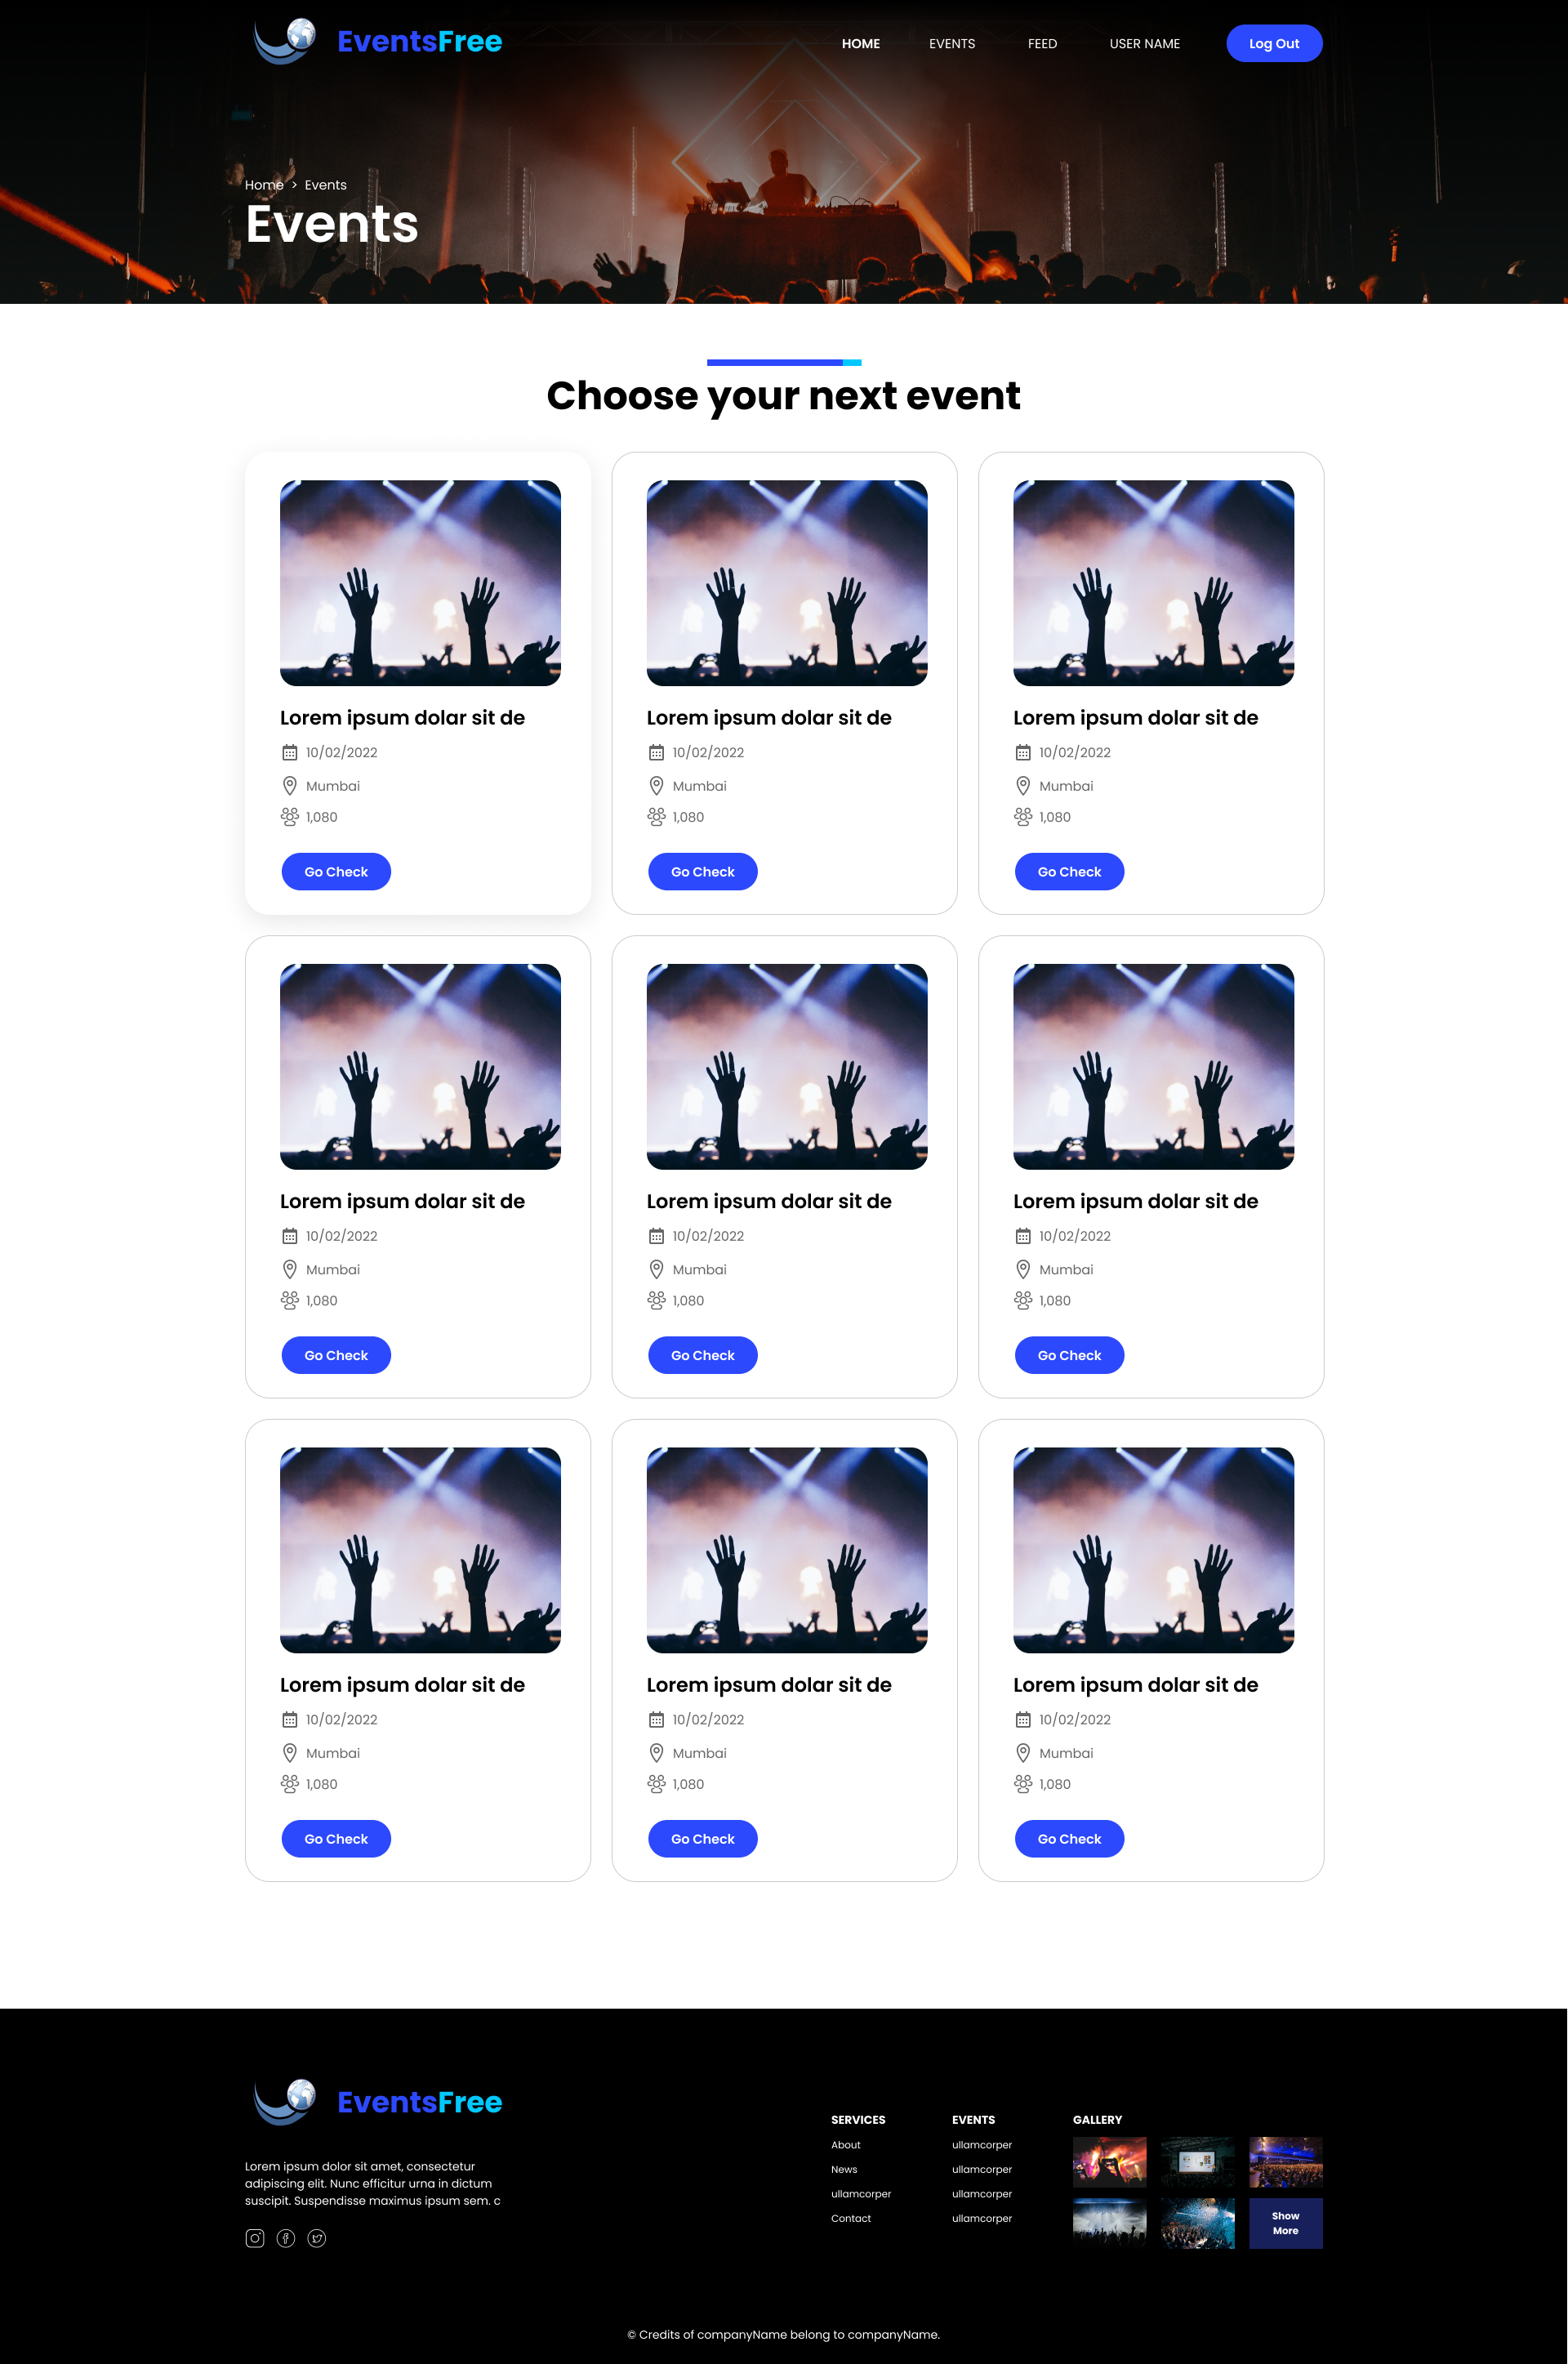 EventsFree
HOME EVENTS FEED USER NAME Log Out
Home > Events
Events
Choose your next event
Lorem ipsum dolar sit de
10/02/2022
Mumbai
1,080
Go Check
Lorem ipsum dolar sit de
10/02/2022
Mumbai
1,080
Go Check
Lorem ipsum dolar sit de
10/02/2022
Mumbai
1,080
Go Check
Lorem ipsum dolar sit de
10/02/2022
Mumbai
1,080
Go Check
Lorem ipsum dolar sit de
10/02/2022
Mumbai
1,080
Go Check
Lorem ipsum dolar sit de
10/02/2022
Mumbai
1,080
Go Check
Lorem ipsum dolar sit de
10/02/2022
Mumbai
1,080
Go Check
Lorem ipsum dolar sit de
10/02/2022
Mumbai
1,080
Go Check
Lorem ipsum dolar sit de
10/02/2022
Mumbai
1,080
Go Check
EventsFree
Lorem ipsum dolor sit amet, consectetur
adipiscing elit. Nunc efficitur urna in dictum
suscipit. Suspendisse maximus ipsum sem. c
SERVICES
About
News
ullamcorper
Contact
EVENTS
ullamcorper
ullamcorper
ullamcorper
ullamcorper
GALLERY
Show
More
© Credits of companyName belong to companyName.